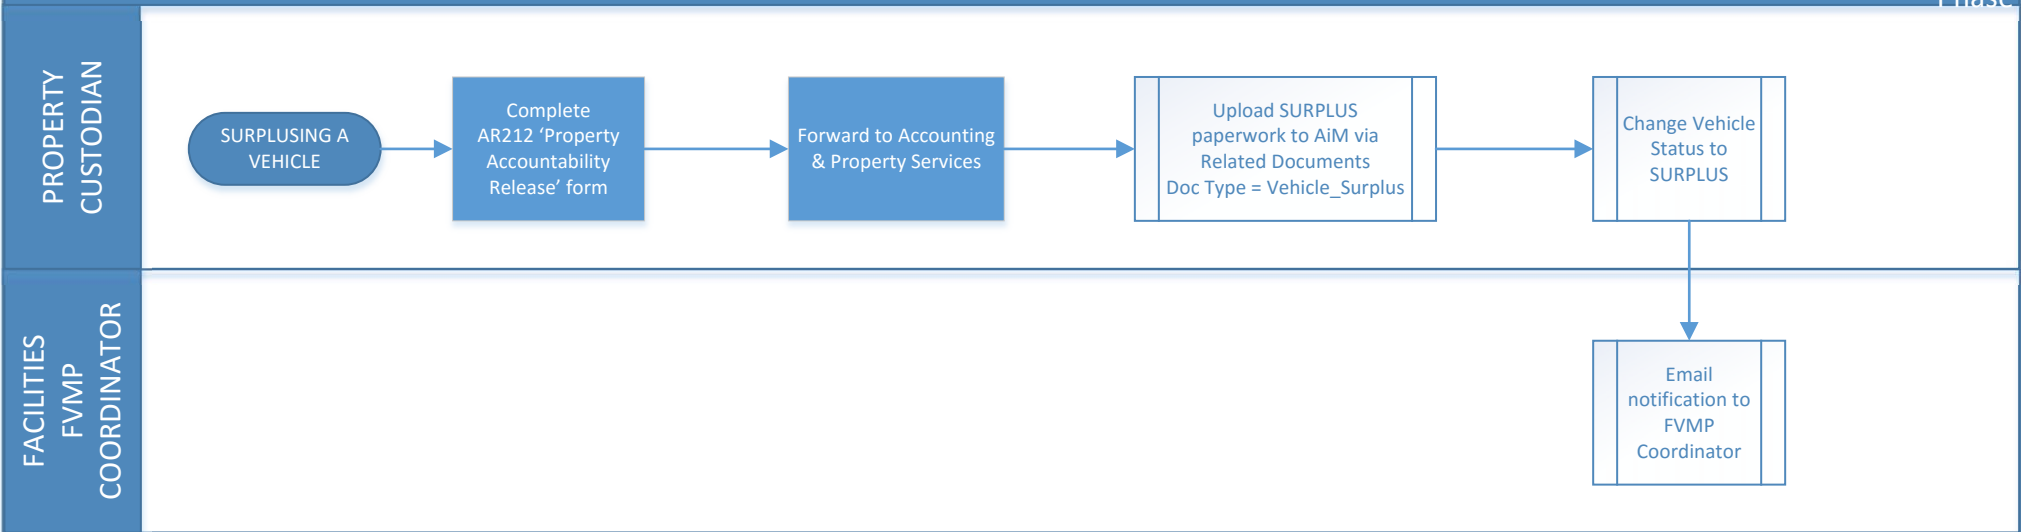 Phase
PROPERTY
CUSTODIAN
SURPLUSING A
VEHICLE
Complete
AR212 ‘Property
Accountability
Release’ form
Forward to Accounting
& Property Services
Upload SURPLUS
paperwork to AiM via
Related Documents
Doc Type = Vehicle_Surplus
Change Vehicle
Status to
SURPLUS
FACILITIES
FVMP
COORDINATOR
Email
notification to
FVMP
Coordinator